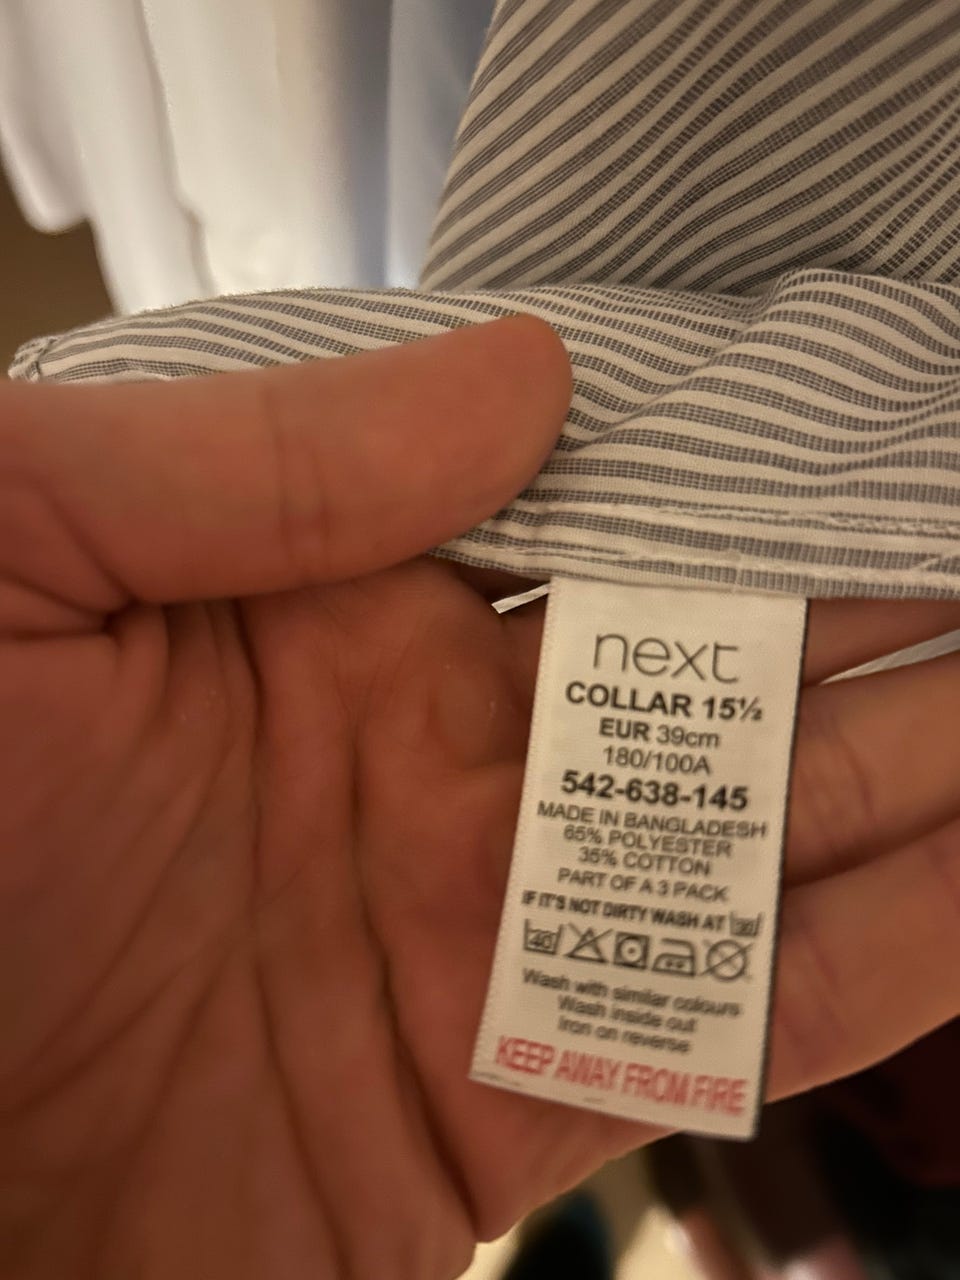 next
COLLAR 15½
EUR 39cm
180/100A
542-638-145
MADE IN BANGLADESH
65% POLYESTER
35% COTTON
PART OF A 3 PACK
IF IT'S NOT DIRTY WASH AT 30
40
Wash with similar colours
Wash inside out
Iron on reverse
KEEP AWAY FROM FIRE